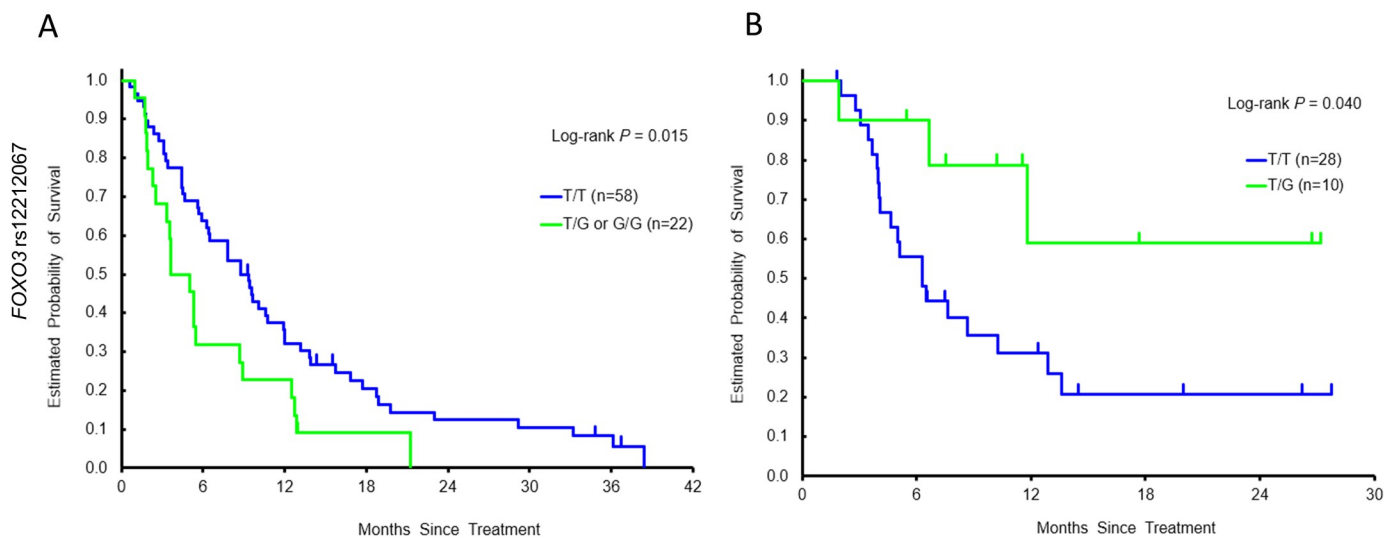 A
FOXO3 rs12212067
Estimated Probability of Survival
1.0
0.9
0.8
0.7
0.6
0.5
0.4
0.3
0.2
0.1
0.0
Log-rank P = 0.015
T/T (n=58)
T/G or G/G (n=22)
0 6 12 18 24 30 36 42
Months Since Treatment
B
Estimated Probability of Survival
1.0
0.9
0.8
0.7
0.6
0.5
0.4
0.3
0.2
0.1
0.0
Log-rank P = 0.040
T/T (n=28)
T/G (n=10)
0 6 12 18 24 30
Months Since Treatment